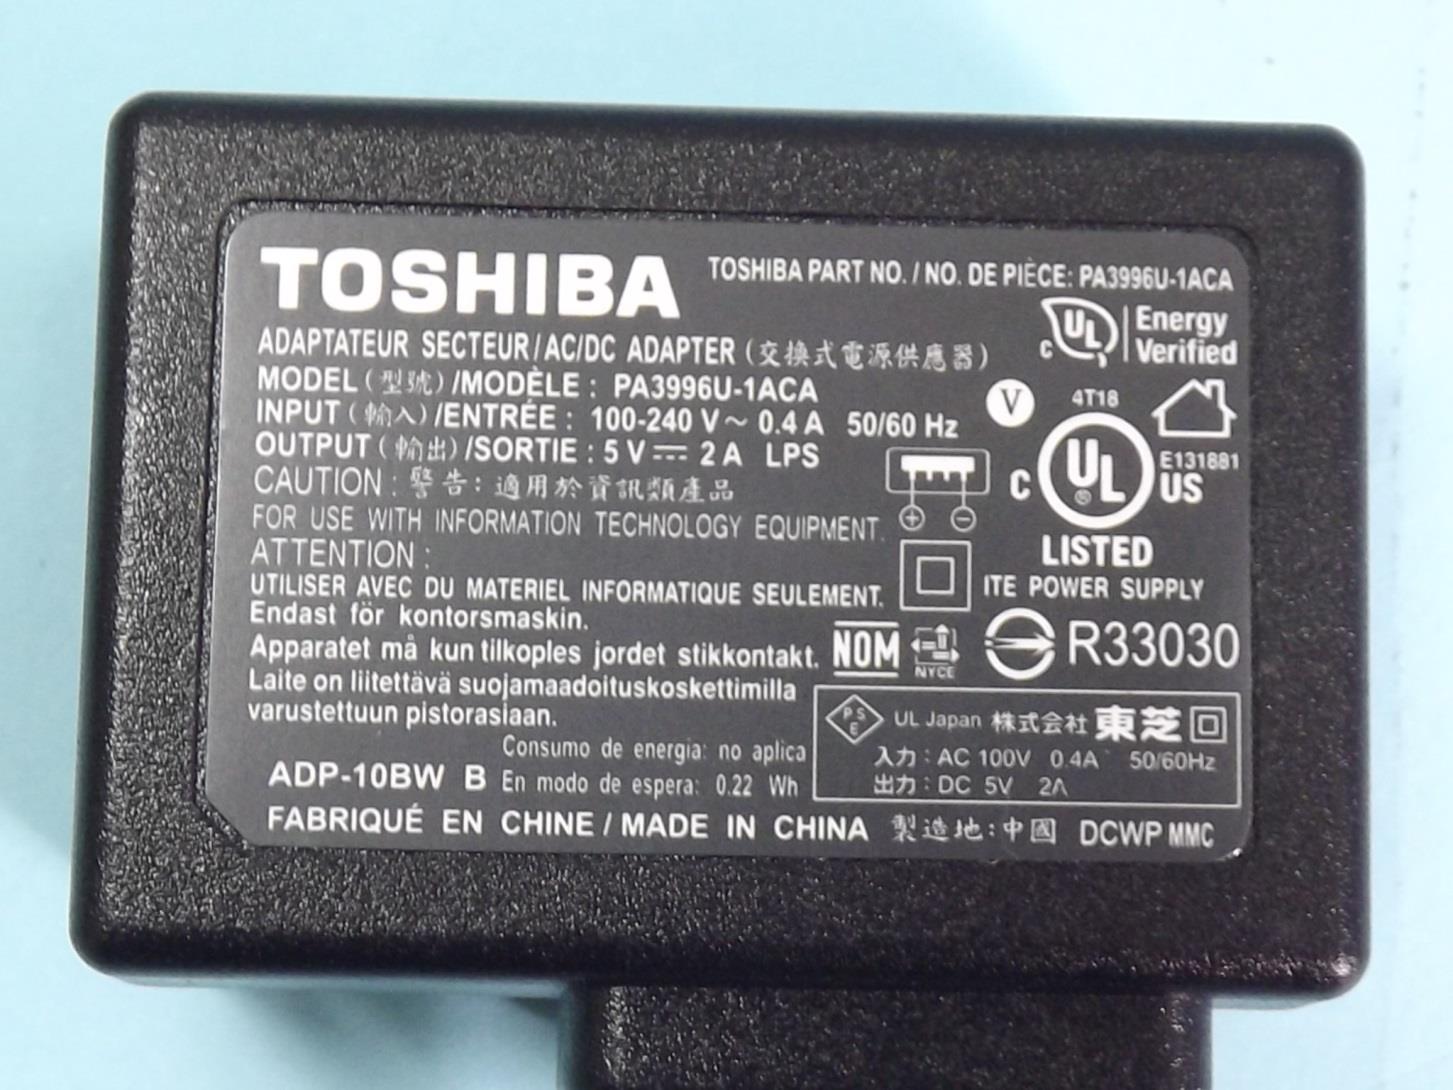 TOSHIBA
TOSHIBA PART NO. / NO. DE PIÈCE: PA3996U-1ACA
ADAPTATEUR SECTEUR/AC/DC ADAPTER (交換式電源供應器)
MODEL (型號) /MODÈLE : PA3996U-1ACA
INPUT (輸入) /ENTRÉE : 100-240 V～ 0.4 A 50/60 Hz
OUTPUT (輸出) /SORTIE : 5 V⎓ 2 A LPS
CAUTION : 警告: 適用於資訊類產品
FOR USE WITH INFORMATION TECHNOLOGY EQUIPMENT.
ATTENTION :
UTILISER AVEC DU MATERIEL INFORMATIQUE SEULEMENT.
Endast för kontorsmaskin.
Apparatet må kun tilkoples jordet stikkontakt.
Laite on liitettävä suojamaadoituskoskettimilla
varustettuun pistorasiaan.
Consumo de energia: no aplica
ADP-10BW B En modo de espera: 0.22 Wh
FABRIQUÉ EN CHINE / MADE IN CHINA 製造地:中國 DCWP MMC
UL Energy
C Verified
V
4T18
C UL ® US
E131881
LISTED
ITE POWER SUPPLY
NOM
NYCE
R33030
PSE UL Japan 株式会社 東芝
入力 : AC 100V 0.4A 50/60Hz
出力 : DC 5V 2A